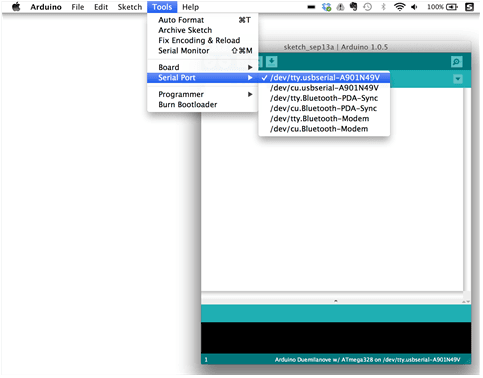 Arduino File Edit Sketch Tools Help 100%
Auto Format ⌘T
Archive Sketch
Fix Encoding & Reload
Serial Monitor ⇧⌘M
Board
Serial Port
Programmer
Burn Bootloader
✓ /dev/tty.usbserial-A901N49V
/dev/cu.usbserial-A901N49V
/dev/tty.Bluetooth-PDA-Sync
/dev/cu.Bluetooth-PDA-Sync
/dev/tty.Bluetooth-Modem
/dev/cu.Bluetooth-Modem
sketch_sep13a | Arduino 1.0.5
1 Arduino Duemilanove w/ ATmega328 on /dev/tty.usbserial-A901N49V